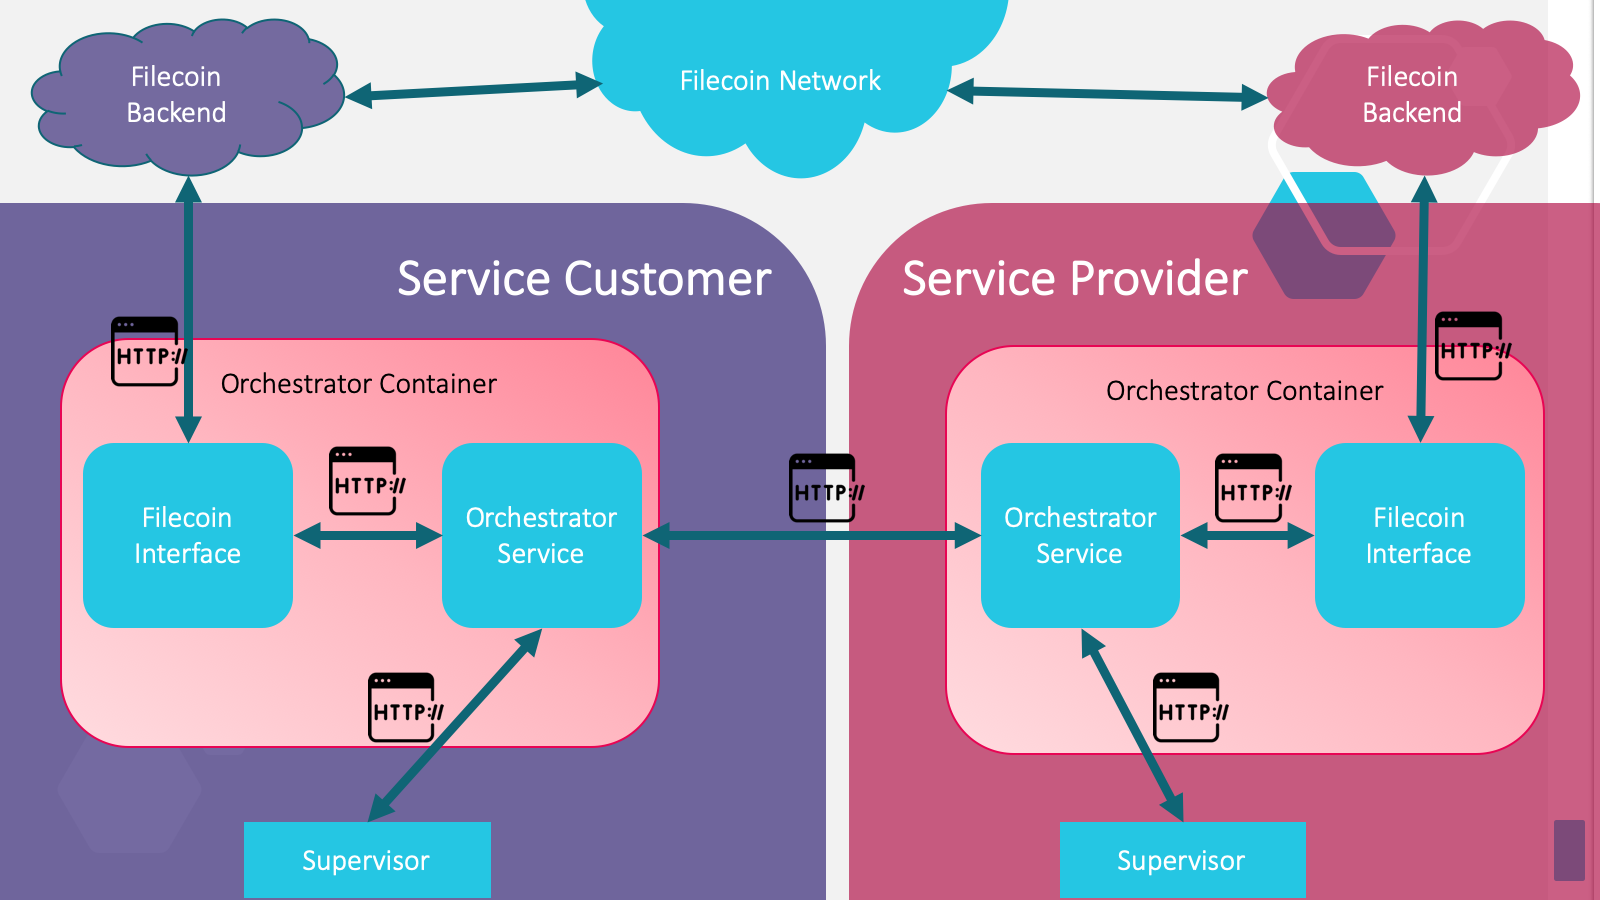 Filecoin
Backend
Filecoin Network
Filecoin
Backend
Service Customer
Service Provider
HTTP://
Orchestrator Container
HTTP://
Orchestrator Container
HTTP://
HTTP://
HTTP://
Filecoin
Interface
Orchestrator
Service
Orchestrator
Service
Filecoin
Interface
HTTP://
HTTP://
Supervisor
Supervisor